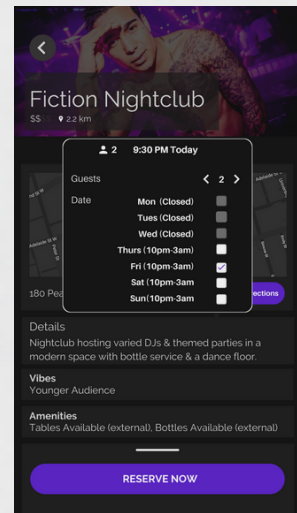 Fiction Nightclub
$$ 2.2 km
2 9:30 PM Today
Guests < 2 >
Date
Mon (Closed)
Tues (Closed)
Wed (Closed)
Thurs (10pm-3am)
Fri (10pm-3am)
Sat (10pm-3am)
Sun(10pm-3am
Adelaide St W
180 Pea
ections
Details
Nightclub hosting varied DJs & themed parties in a
modern space with bottle service & a dance floor.
Vibes
Younger Audience
Amenities
Tables Available (external), Bottles Available (external)
RESERVE NOW